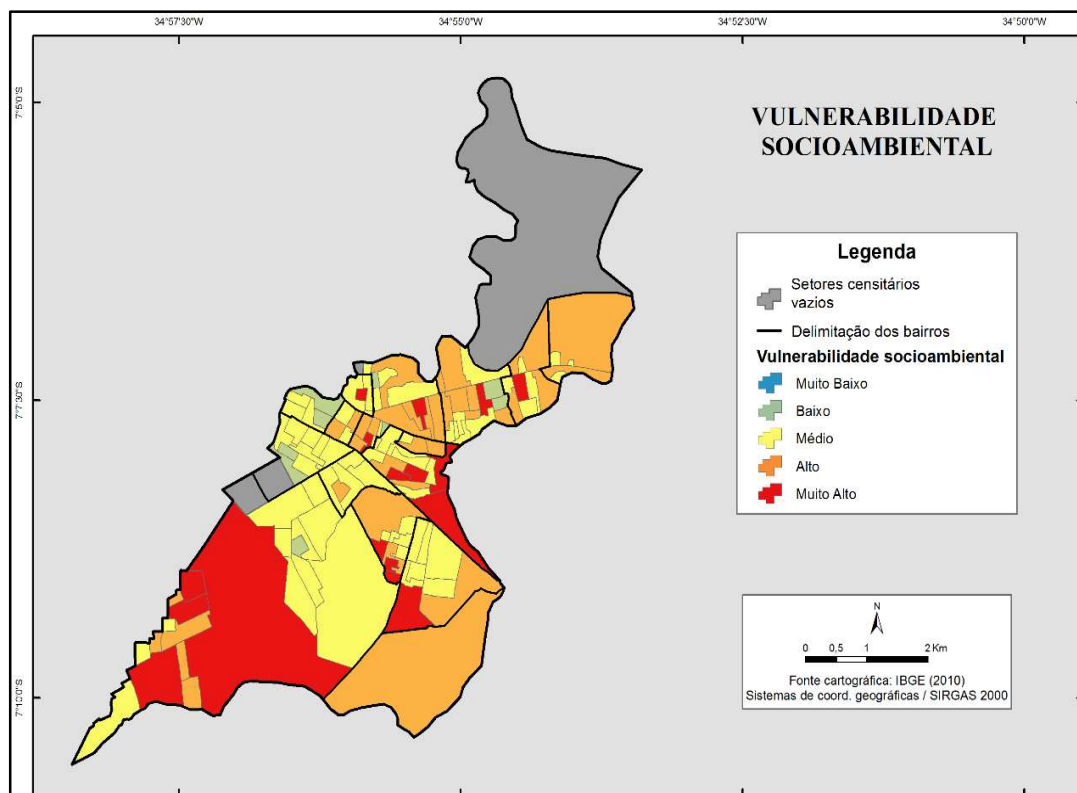 34°57'30"W
34°55'0"W
34°52'30"W
34°50'0"W
7°5'0"S
7°7'30"S
7°10'0"S
VULNERABILIDADE
SOCIOAMBIENTAL
Legenda
Setores censitários
vazios
Delimitação dos bairros
Vulnerabilidade socioambiental
Muito Baixo
Baixo
Médio
Alto
Muito Alto
N
0 0,5 1 2 Km
Fonte cartográfica: IBGE (2010)
Sistemas de coord. geográficas / SIRGAS 2000